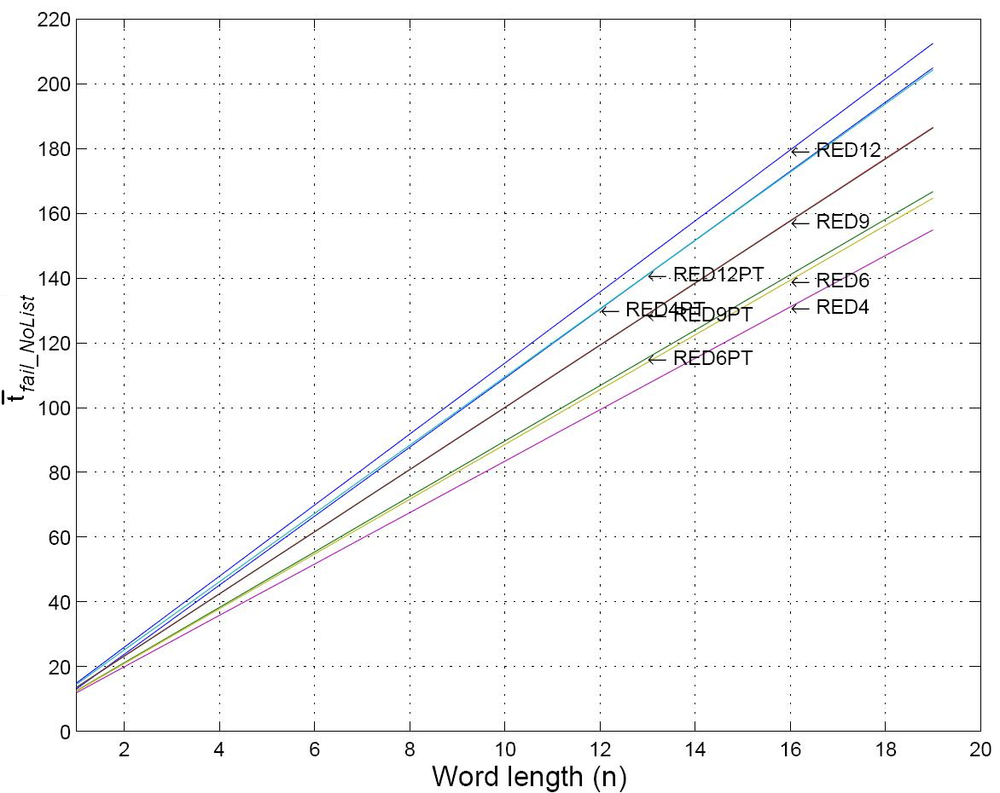 220
200
180
160
140
120
100
80
60
40
20
0
t̅fail_NoList
← RED12
← RED9
← RED12PT
← RED6
← RED4PT
← RED9PT
← RED4
← RED6PT
2 4 6 8 10 12 14 16 18 20
Word length (n)